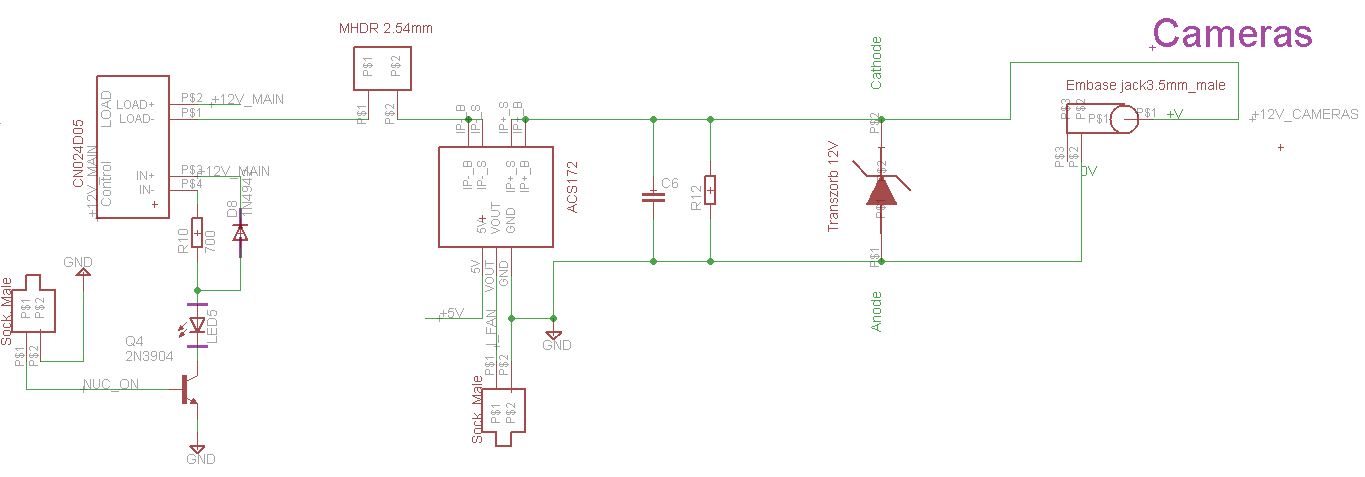 Cameras
MHDR 2.54mm
P$1
P$2
P$1
P$2
CN024D05
LOAD
LOAD+
LOAD-
Control
IN+
IN-
+12V_MAIN
P$2
P$1
+12V_MAIN
P$3
P$4
+12V_MAIN
D8
R10
700
GND
Sock_Male
P$1
P$2
P$1
P$2
LED5
Q4
2N3904
NUC_ON
GND
IP-_B
IP-_S
IP+_S
IP+_B
IP-_B
IP-_S
IP+_S
IP+_B
ACS172
5V
VOUT
GND
5V
VOUT
GND
+5V
I_FAN
P$1
P$2
Sock_Male
P$1
P$2
GND
C6
R12
Cathode
P$2
Transzorb 12V
P$2
P$1
P$1
Anode
Embase jack3.5mm_male
P$3
P$2
P$1
P$1
+V
P$3
P$2
0V
+12V_CAMERAS